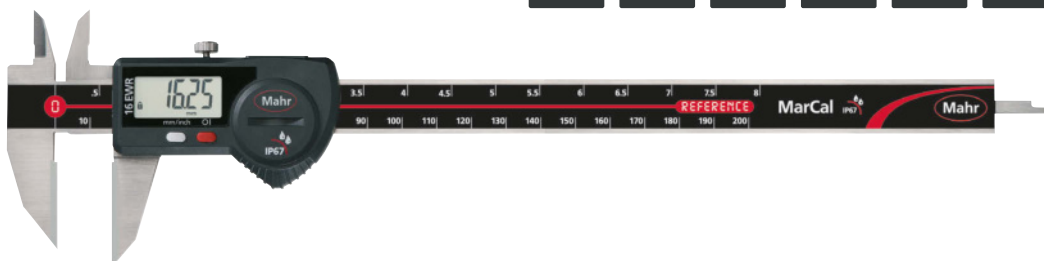 16 EWR
16.25
mm
mm/inch OI
Mahr
IP67
0
.5 3.5 4 4.5 5 5.5 6 6.5 7 7.5 8
REFERENCE
10 90 100 110 120 130 140 150 160 170 180 190 200
MarCal IP67
Mahr